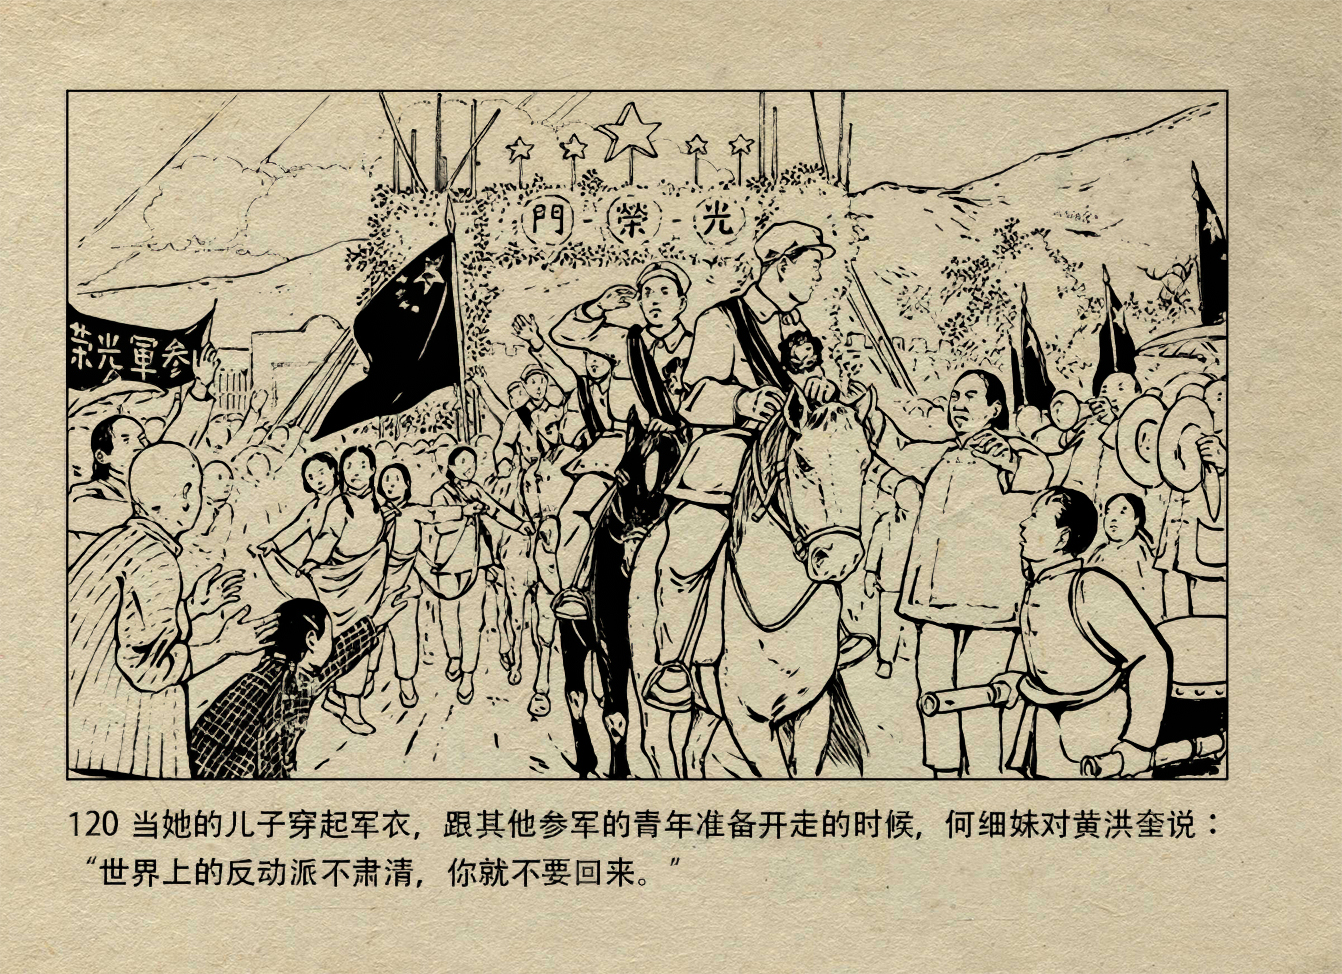 門榮光
荣光軍参
120 当她的儿子穿起军衣，跟其他参军的青年准备开走的时候，何细妹对黄洪奎说：
“世界上的反动派不肃清，你就不要回来。”